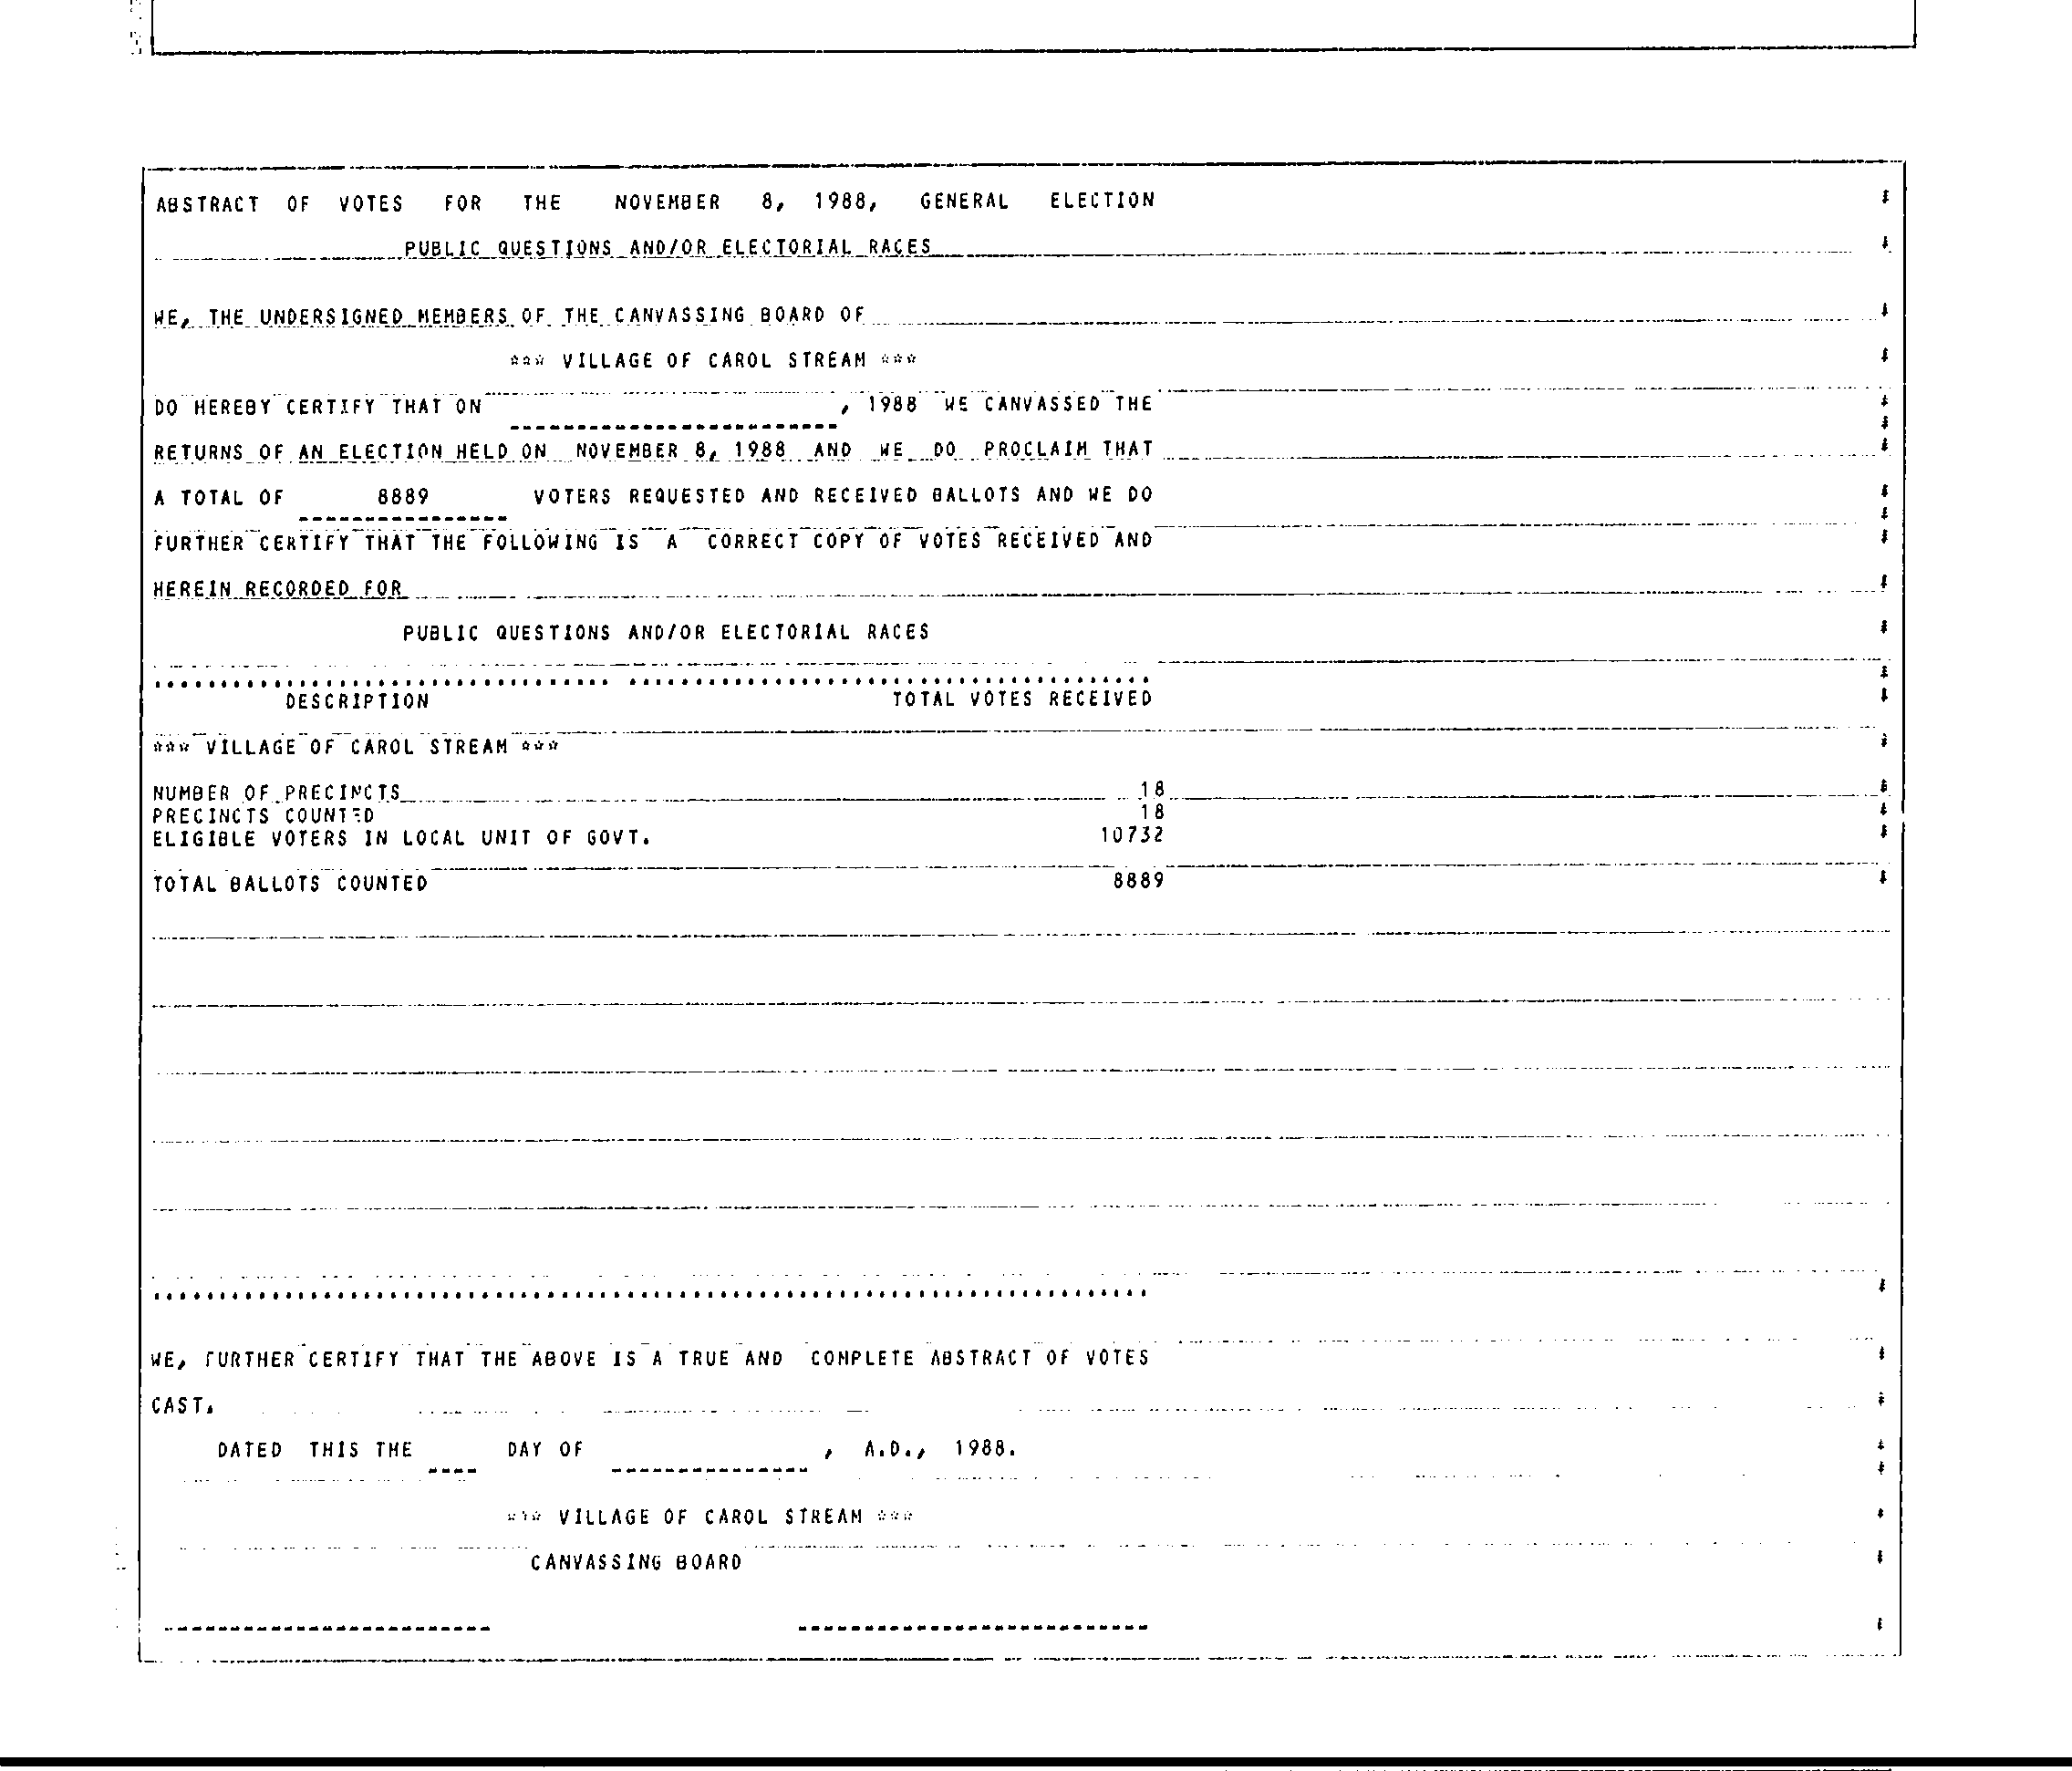 ABSTRACT OF VOTES FOR THE NOVEMBER 8, 1988, GENERAL ELECTION
PUBLIC QUESTIONS AND/OR ELECTORIAL RACES
WE, THE UNDERSIGNED MEMBERS OF THE CANVASSING BOARD OF
*** VILLAGE OF CAROL STREAM ***
DO HEREBY CERTIFY THAT ON , 1988 WE CANVASSED THE
RETURNS OF AN ELECTION HELD ON NOVEMBER 8, 1988 AND WE DO PROCLAIM THAT
A TOTAL OF 8889 VOTERS REQUESTED AND RECEIVED BALLOTS AND WE DO
FURTHER CERTIFY THAT THE FOLLOWING IS A CORRECT COPY OF VOTES RECEIVED AND
HEREIN RECORDED FOR
PUBLIC QUESTIONS AND/OR ELECTORIAL RACES
DESCRIPTION TOTAL VOTES RECEIVED
*** VILLAGE OF CAROL STREAM ***
NUMBER OF PRECINCTS 18
PRECINCTS COUNTED 18
ELIGIBLE VOTERS IN LOCAL UNIT OF GOVT. 10732
TOTAL BALLOTS COUNTED 8889
WE, FURTHER CERTIFY THAT THE ABOVE IS A TRUE AND COMPLETE ABSTRACT OF VOTES
CAST.
DATED THIS THE DAY OF , A.D., 1988.
*** VILLAGE OF CAROL STREAM ***
CANVASSING BOARD